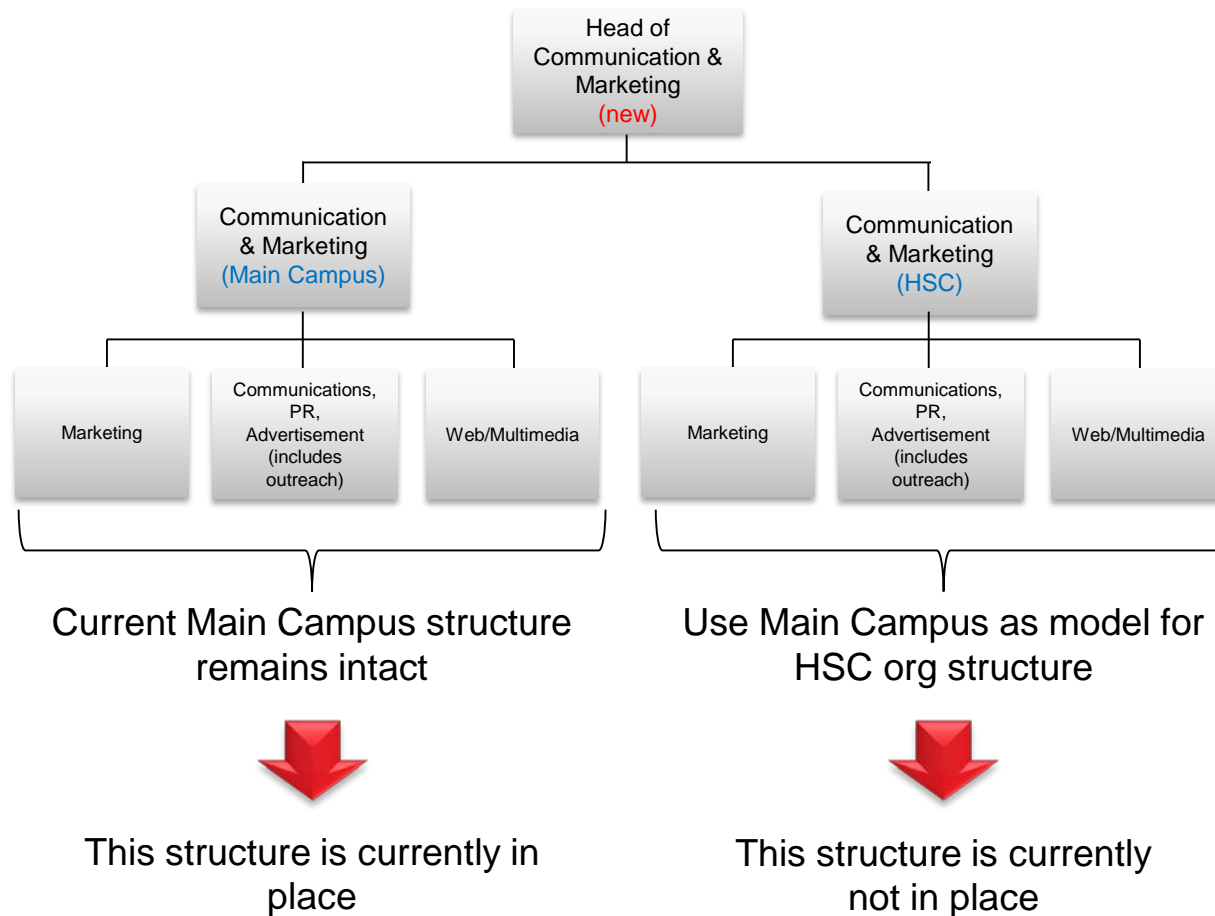 Head of
Communication &
Marketing
(new)
Communication
& Marketing
(Main Campus)
Communication
& Marketing
(HSC)
Marketing
Communications,
PR,
Advertisement
(includes
outreach)
Web/Multimedia
Marketing
Communications,
PR,
Advertisement
(includes
outreach)
Web/Multimedia
Current Main Campus structure
remains intact
Use Main Campus as model for
HSC org structure
This structure is currently in
place
This structure is currently
not in place